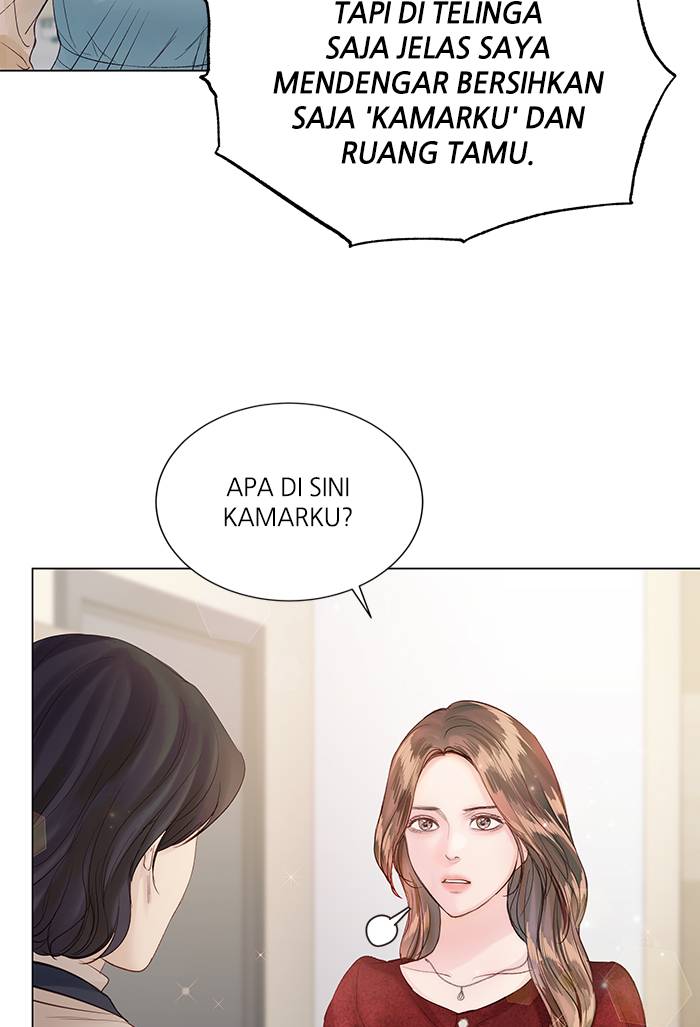 TAPI DI TELINGA
SAJA JELAS SAYA
MENDENGAR BERSIHKAN
SAJA 'KAMARKU' DAN
RUANG TAMU.
APA DI SINI
KAMARKU?